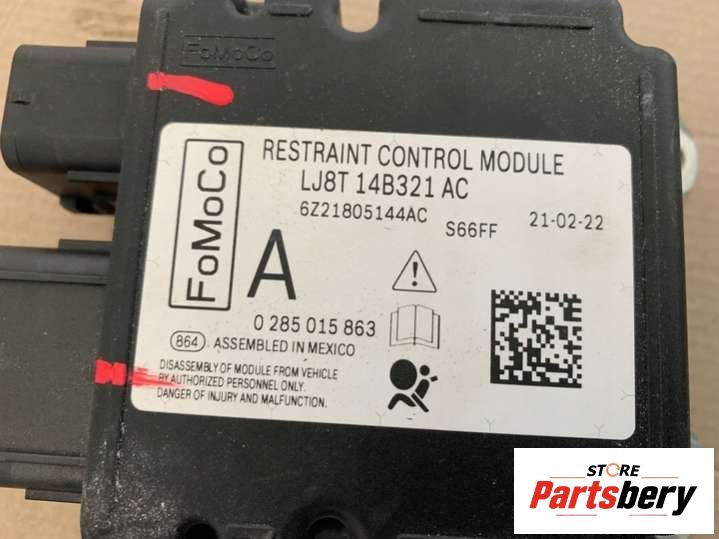 FoMoCo
FoMoCo
RESTRAINT CONTROL MODULE
LJ8T 14B321 AC
6Z21805144AC
S66FF 21-02-22
A
0 285 015 863
864 ASSEMBLED IN MEXICO
DISASSEMBLY OF MODULE FROM VEHICLE
BY AUTHORIZED PERSONNEL ONLY.
DANGER OF INJURY AND MALFUNCTION.
STORE
Partsbery